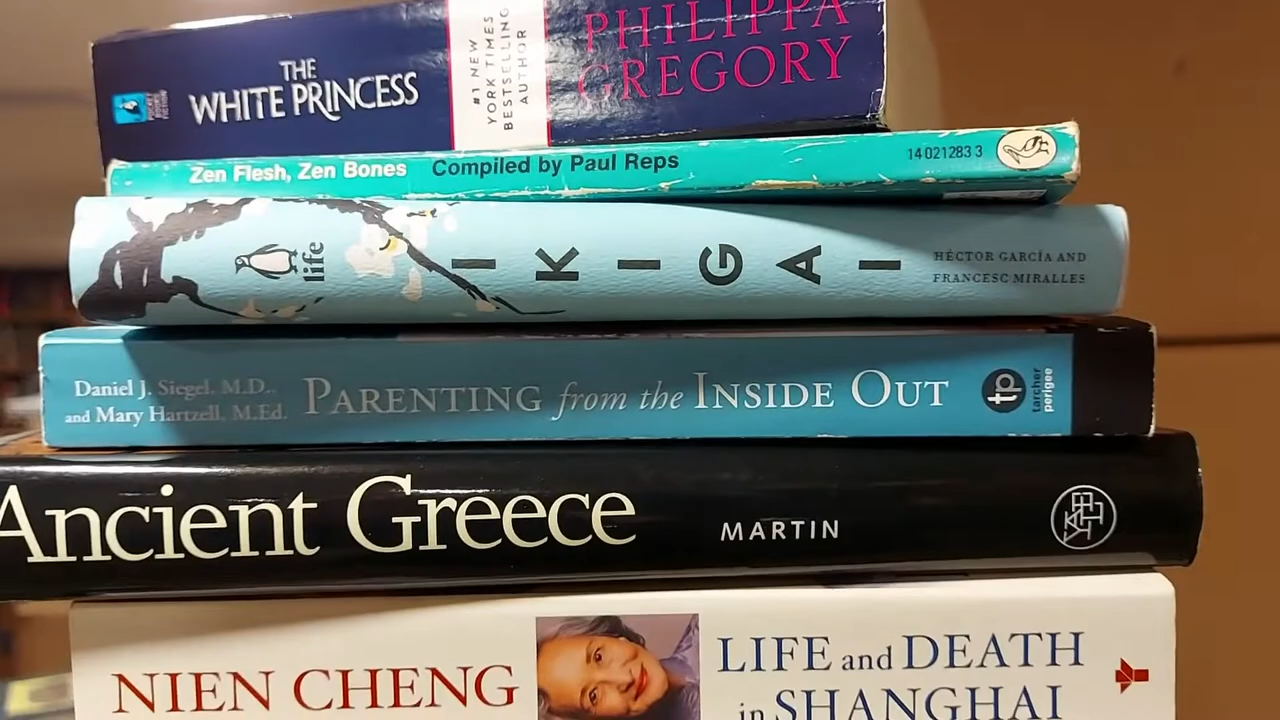 THE
WHITE PRINCESS
#1 NEW
YORK TIMES
BESTSELLING
AUTHOR
PHILIPPA
GREGORY
Zen Flesh, Zen Bones Compiled by Paul Reps 14 021283 3
life
IKIGAI
HÉCTOR GARCÍA AND
FRANCESC MIRALLES
Daniel J. Siegel, M.D.,
and Mary Hartzell, M.Ed.
PARENTING from the INSIDE OUT
tp
tarcher
perigee
Ancient Greece MARTIN
NIEN CHENG
LIFE and DEATH
in SHANGHAI